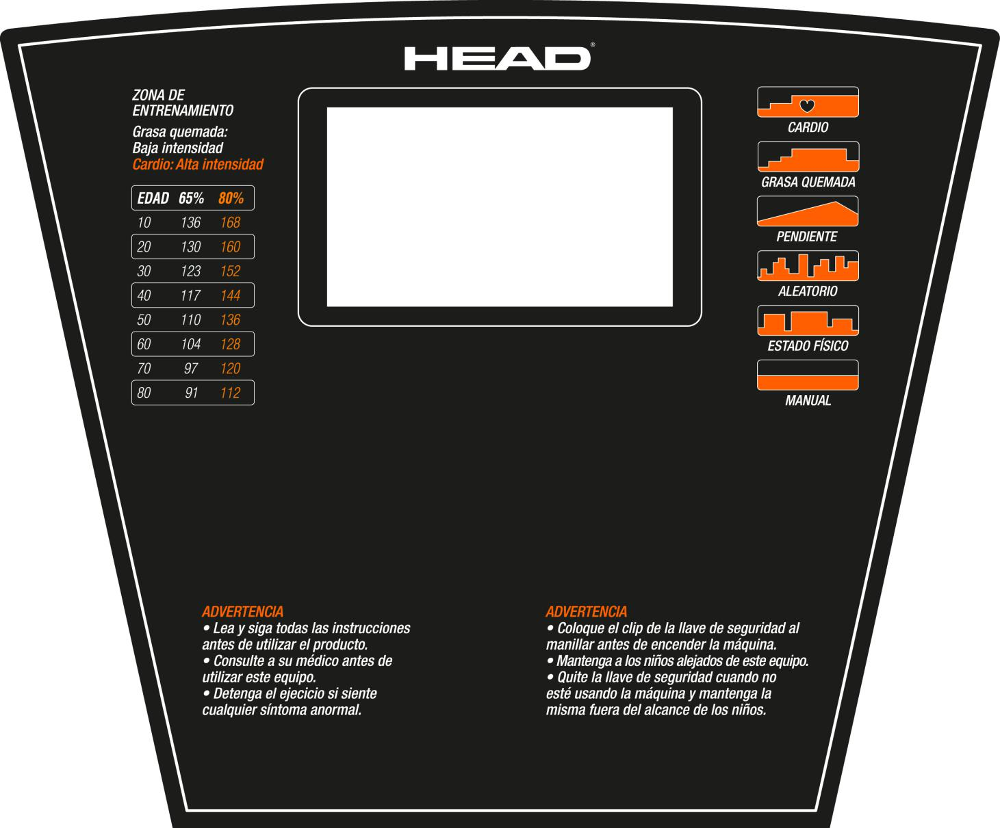 HEAD®
ZONA DE
ENTRENAMIENTO
Grasa quemada:
Baja intensidad
Cardio: Alta intensidad
EDAD 65% 80%
10 136 168
20 130 160
30 123 152
40 117 144
50 110 136
60 104 128
70 97 120
80 91 112
CARDIO
GRASA QUEMADA
PENDIENTE
ALEATORIO
ESTADO FÍSICO
MANUAL
ADVERTENCIA
• Lea y siga todas las instrucciones
antes de utilizar el producto.
• Consulte a su médico antes de
utilizar este equipo.
• Detenga el ejecicio si siente
cualquier síntoma anormal.
ADVERTENCIA
• Coloque el clip de la llave de seguridad al
manillar antes de encender la máquina.
• Mantenga a los niños alejados de este equipo.
• Quite la llave de seguridad cuando no
esté usando la máquina y mantenga la
misma fuera del alcance de los niños.